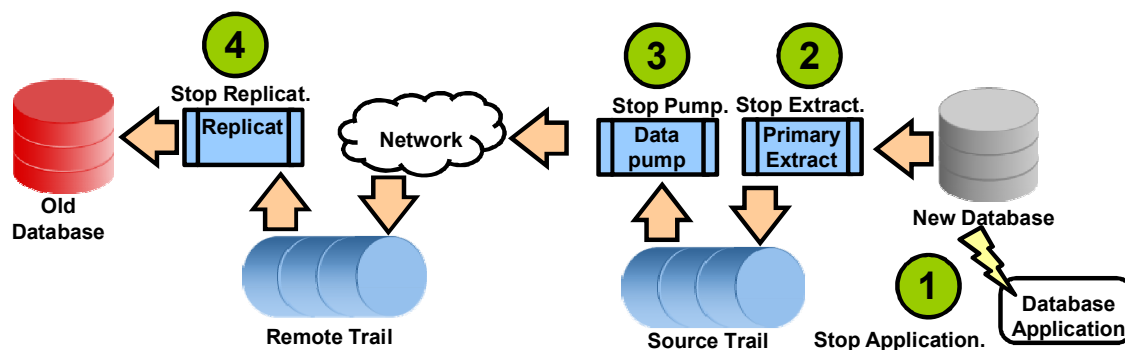 4
Stop Replicat.
Replicat
Old
Database
Remote Trail
Network
3
Stop Pump.
Data
pump
2
Stop Extract.
Primary
Extract
Source Trail
New Database
1
Stop Application.
Database
Application